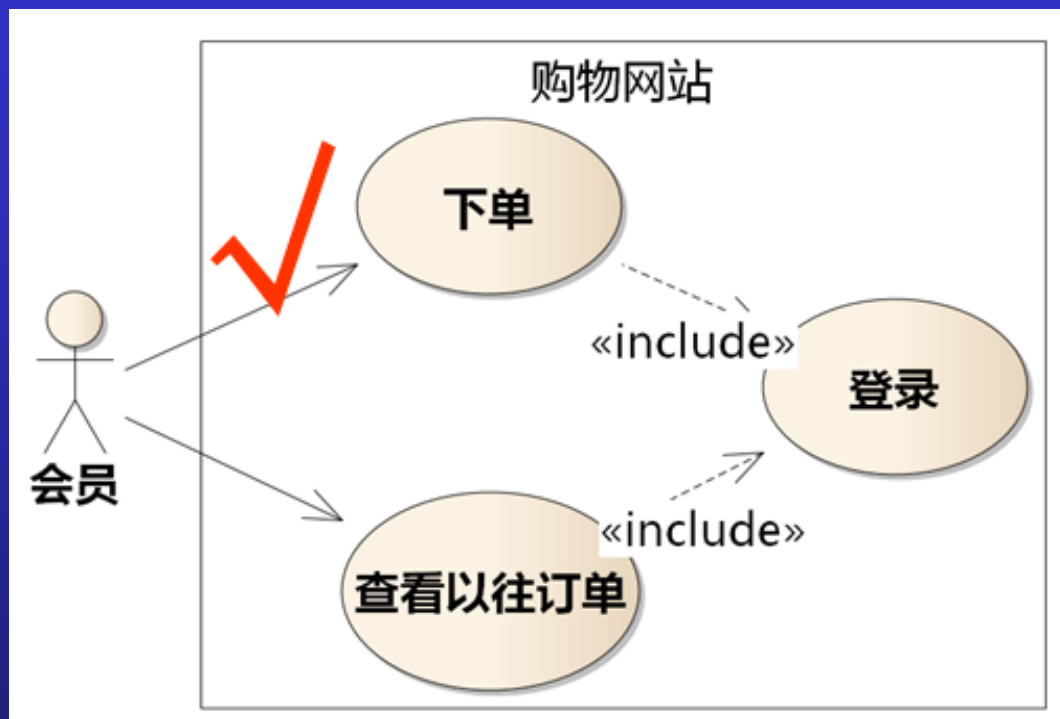 购物网站
下单
«include»
登录
会员
«include»
查看以往订单